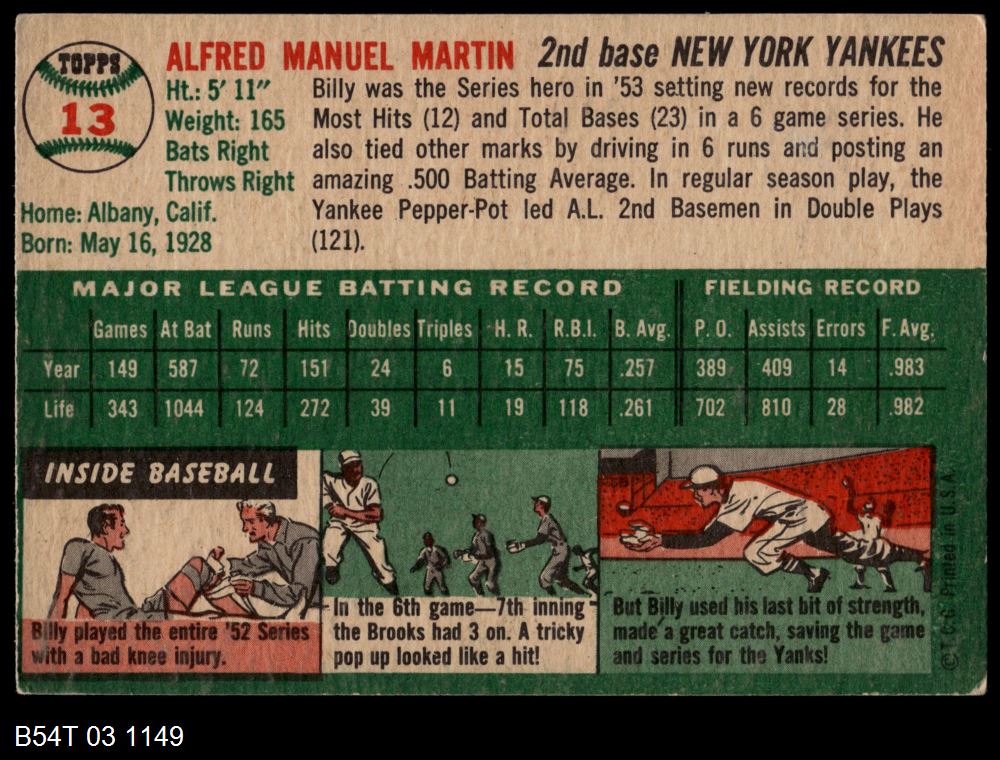 TOPPS
13
ALFRED MANUEL MARTIN 2nd base NEW YORK YANKEES
Ht.: 5' 11"
Weight: 165
Bats Right
Throws Right
Home: Albany, Calif.
Born: May 16, 1928
Billy was the Series hero in '53 setting new records for the
Most Hits (12) and Total Bases (23) in a 6 game series. He
also tied other marks by driving in 6 runs and posting an
amazing .500 Batting Average. In regular season play, the
Yankee Pepper-Pot led A.L. 2nd Basemen in Double Plays
(121).
MAJOR LEAGUE BATTING RECORD FIELDING RECORD
Games At Bat Runs Hits Doubles Triples H. R. R.B.I. B. Avg. P. O. Assists Errors F. Avg.
Year 149 587 72 151 24 6 15 75 .257 389 409 14 .983
Life 343 1044 124 272 39 11 19 118 .261 702 810 28 .982
INSIDE BASEBALL
Billy played the entire '52 Series
with a bad knee injury.
In the 6th game—7th inning
the Brooks had 3 on. A tricky
pop up looked like a hit!
But Billy used his last bit of strength,
made a great catch, saving the game
and series for the Yanks!
©T.C.G. Printed in U.S.A.
B54T 03 1149